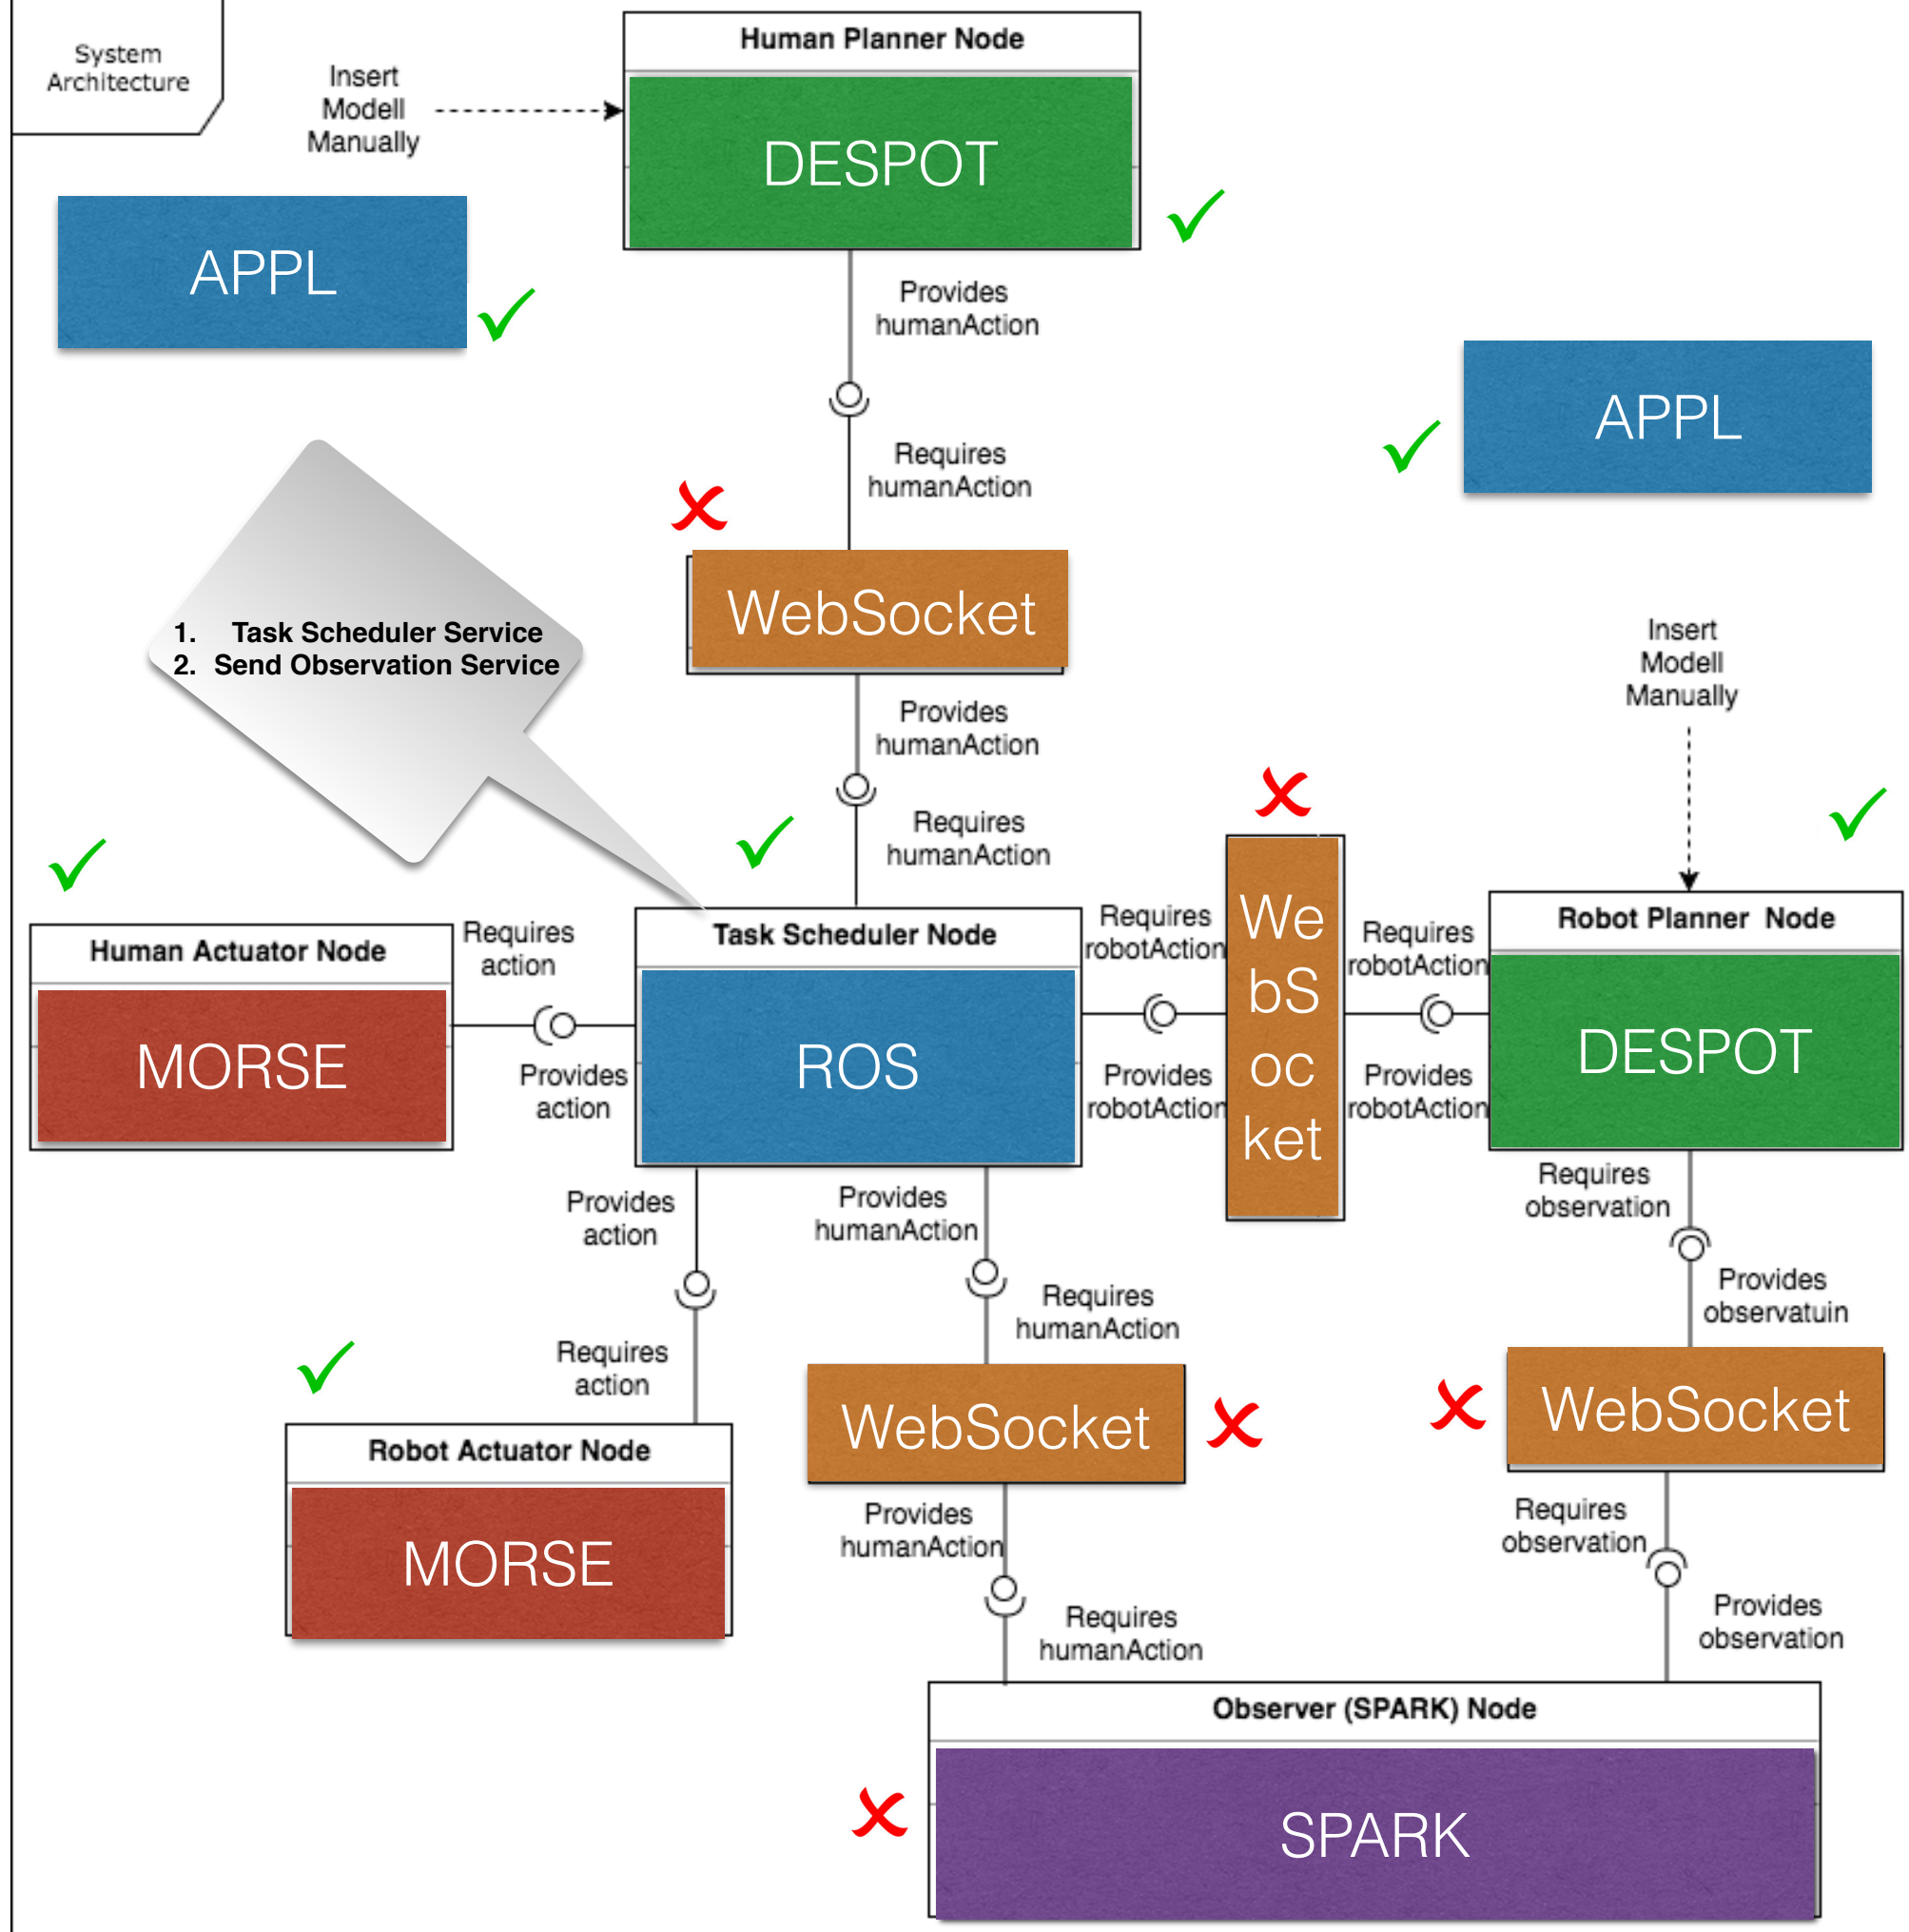 System
Architecture
Insert
Modell
Manually
Human Planner Node
DESPOT
APPL
Provides
humanAction
APPL
Requires
humanAction
WebSocket
1. Task Scheduler Service
2. Send Observation Service
Insert
Modell
Manually
Provides
humanAction
Requires
humanAction
Human Actuator Node
MORSE
Requires
action
Provides
action
Task Scheduler Node
ROS
Requires
robotAction
Provides
robotAction
We
bS
oc
ket
Requires
robotAction
Provides
robotAction
Robot Planner Node
DESPOT
Provides
action
Requires
action
Provides
humanAction
Requires
humanAction
Requires
observation
Provides
observatuin
Robot Actuator Node
MORSE
WebSocket
WebSocket
Provides
humanAction
Requires
humanAction
Requires
observation
Provides
observation
Observer (SPARK) Node
SPARK